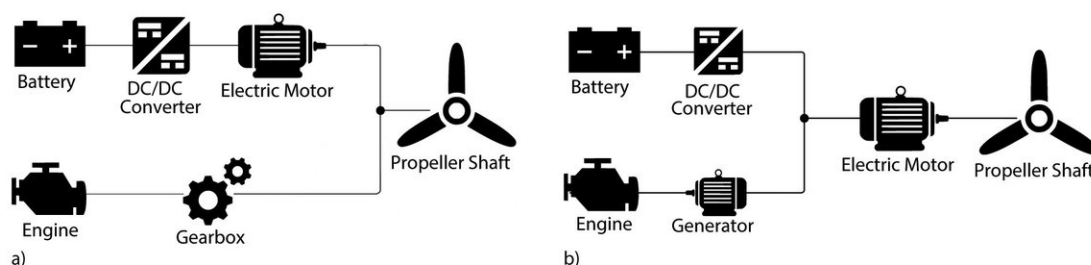 Battery
DC/DC
Converter
Electric Motor
Propeller Shaft
Engine
Gearbox
a)
Battery
DC/DC
Converter
Electric Motor
Propeller Shaft
Engine
Generator
b)